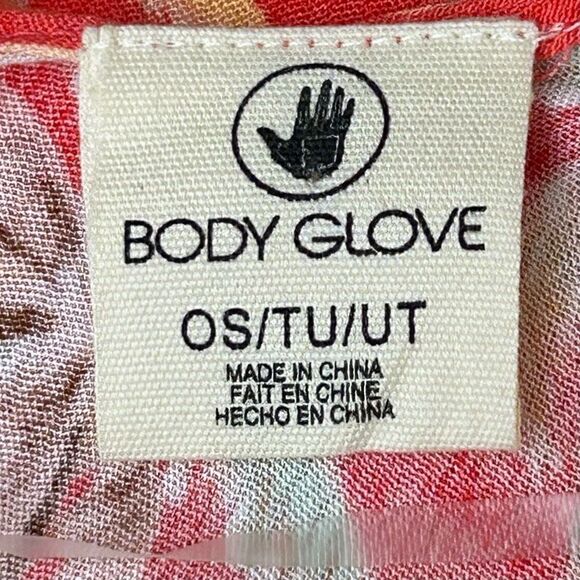 BODY GLOVE
OS/TU/UT
MADE IN CHINA
FAIT EN CHINE
HECHO EN CHINA